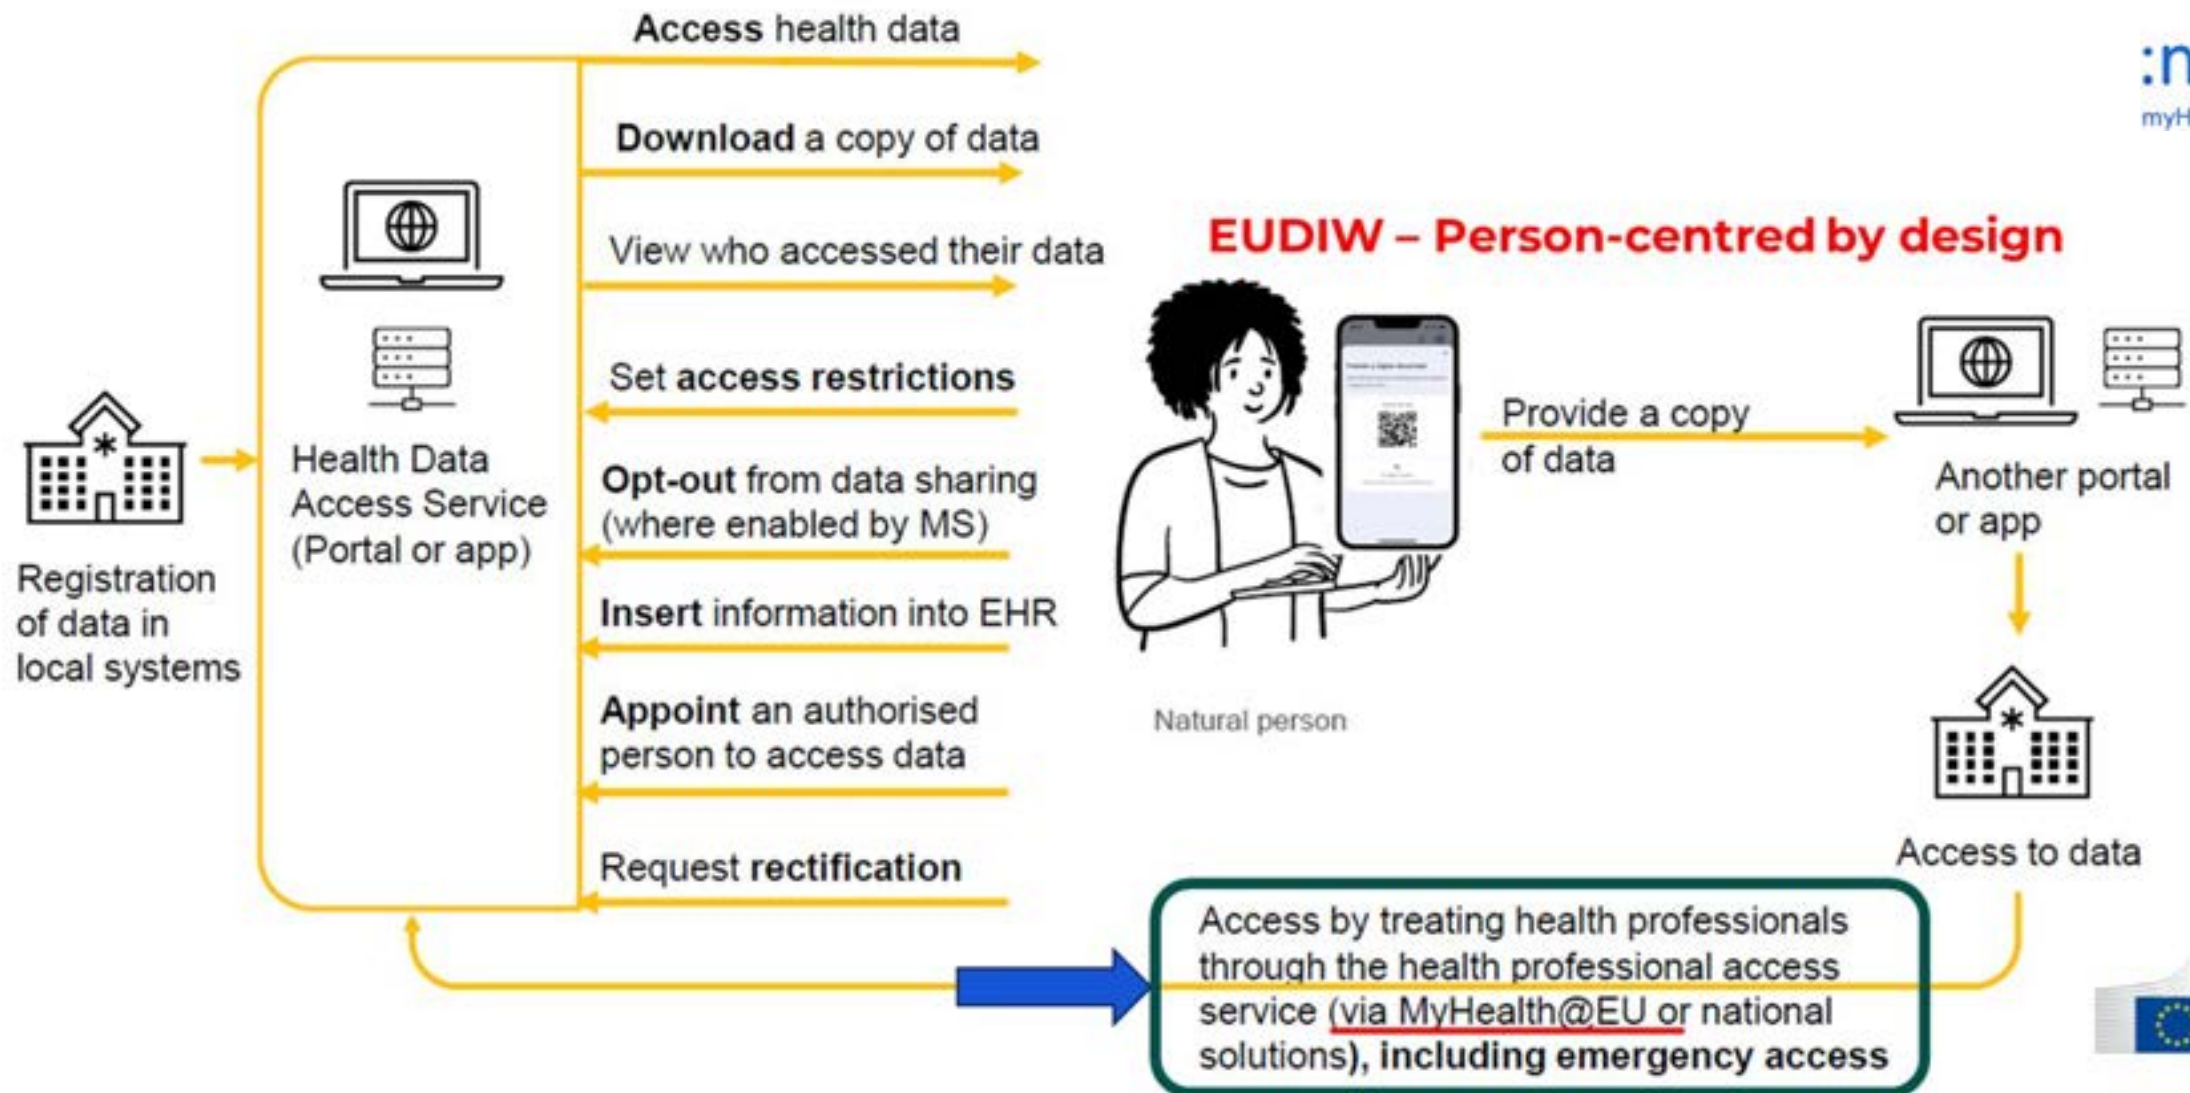 Access health data
Download a copy of data
View who accessed their data
Set access restrictions
Opt-out from data sharing
(where enabled by MS)
Insert information into EHR
Appoint an authorised
person to access data
Request rectification
Registration
of data in
local systems
Health Data
Access Service
(Portal or app)
EUDIW – Person-centred by design
Natural person
Provide a copy
of data
Another portal
or app
Access to data
Access by treating health professionals
through the health professional access
service (via MyHealth@EU or national
solutions), including emergency access